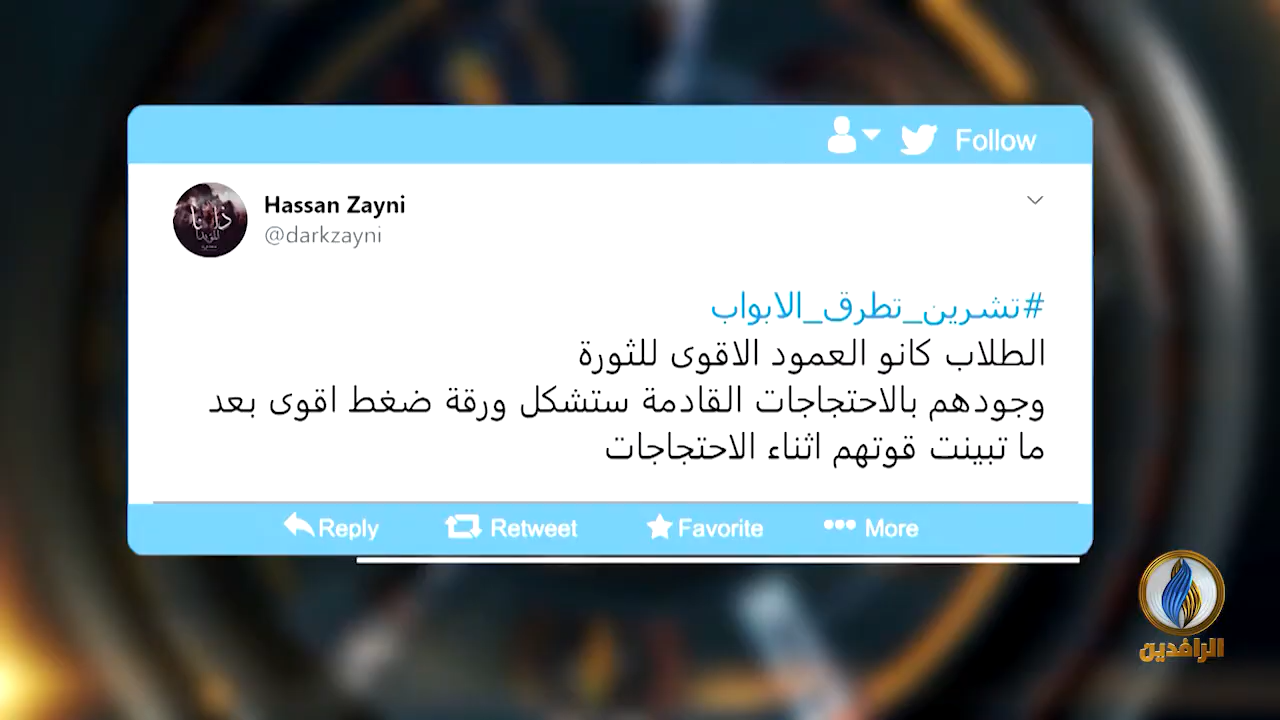 Follow
Hassan Zayni
@darkzayni
#تشرين_تطرق_الابواب
الطلاب كانو العمود الاقوى للثورة
وجودهم بالاحتجاجات القادمة ستشكل ورقة ضغط اقوى بعد
ما تبينت قوتهم اثناء الاحتجاجات
Reply Retweet Favorite More
الرافدين